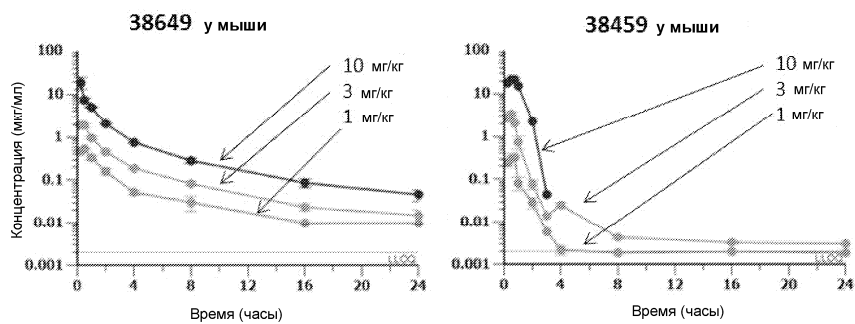 38649 у мыши
Концентрация (мкг/мл)
100
10
1
0.1
0.01
0.001
10 мг/кг
3 мг/кг
1 мг/кг
LLOQ
0 4 8 12 16 20 24
Время (часы)
38459 у мыши
100
10
1
0.1
0.01
0.001
10 мг/кг
3 мг/кг
1 мг/кг
LLOQ
0 4 8 12 16 20 24
Время (часы)